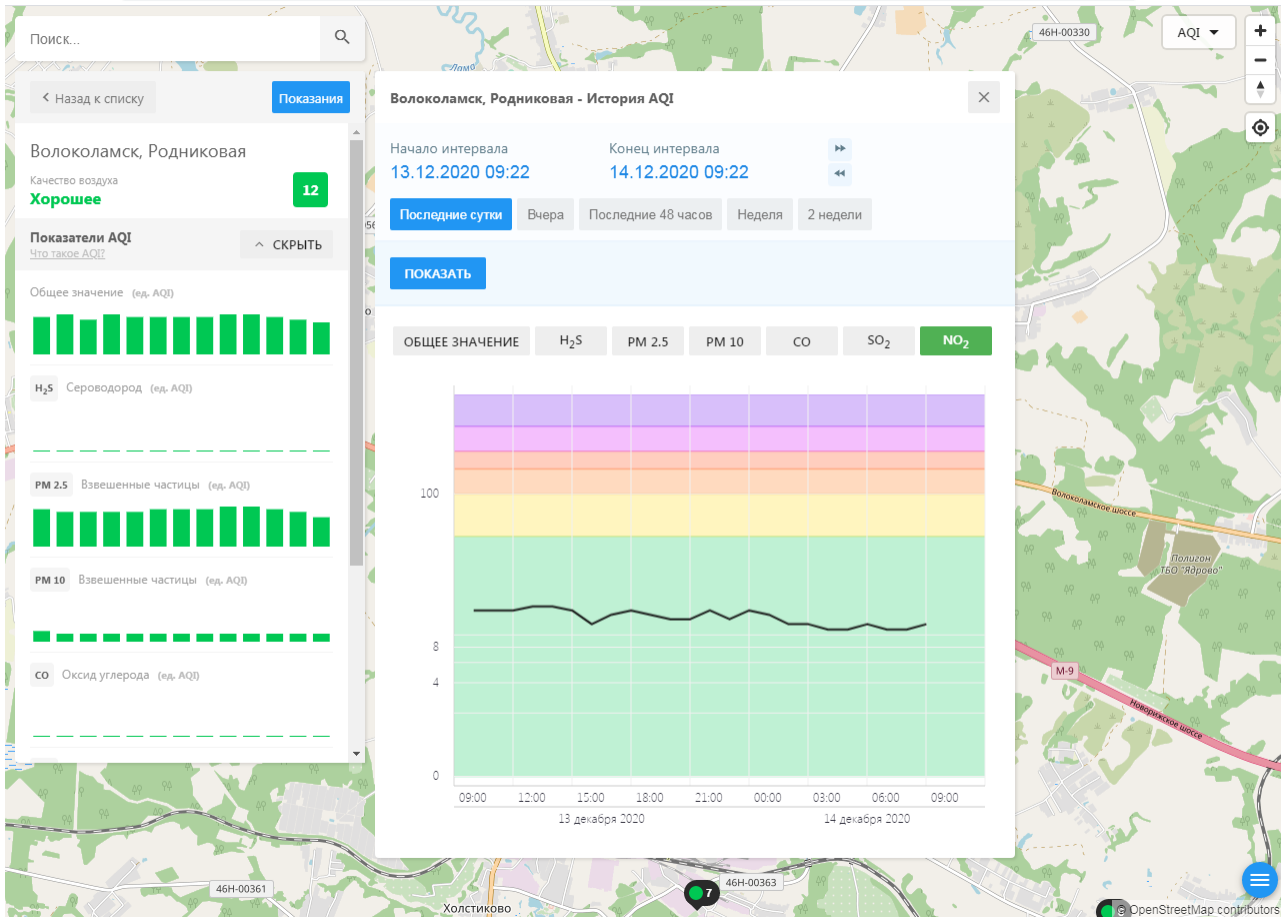 Поиск...
46Н-00330
AQI
Ламо
Назад к списку
Показания
Волоколамск, Родниковая - История AQI
Волоколамск, Родниковая
Качество воздуха
Хорошее
12
Начало интервала
Конец интервала
13.12.2020 09:22
14.12.2020 09:22
Последние сутки
Вчера
Последние 48 часов
Неделя
2 недели
Показатели AQI
Что такое AQI?
СКРЫТЬ
ПОКАЗАТЬ
Общее значение (ед. AQI)
H2S Сероводород (ед. AQI)
PM 2.5 Взвешенные частицы (ед. AQI)
PM 10 Взвешенные частицы (ед. AQI)
CO Оксид углерода (ед. AQI)
ОБЩЕЕ ЗНАЧЕНИЕ
H2S
PM 2.5
PM 10
CO
SO2
NO2
100
8
4
0
09:00 12:00 15:00 18:00 21:00 00:00 03:00 06:00 09:00
13 декабря 2020
14 декабря 2020
Волоколамское шоссе
Полигон
ТБО "Ядрово"
М-9
Новорижское шоссе
46Н-00361
46Н-00363
7
Холстиково
© OpenStreetMap contributors